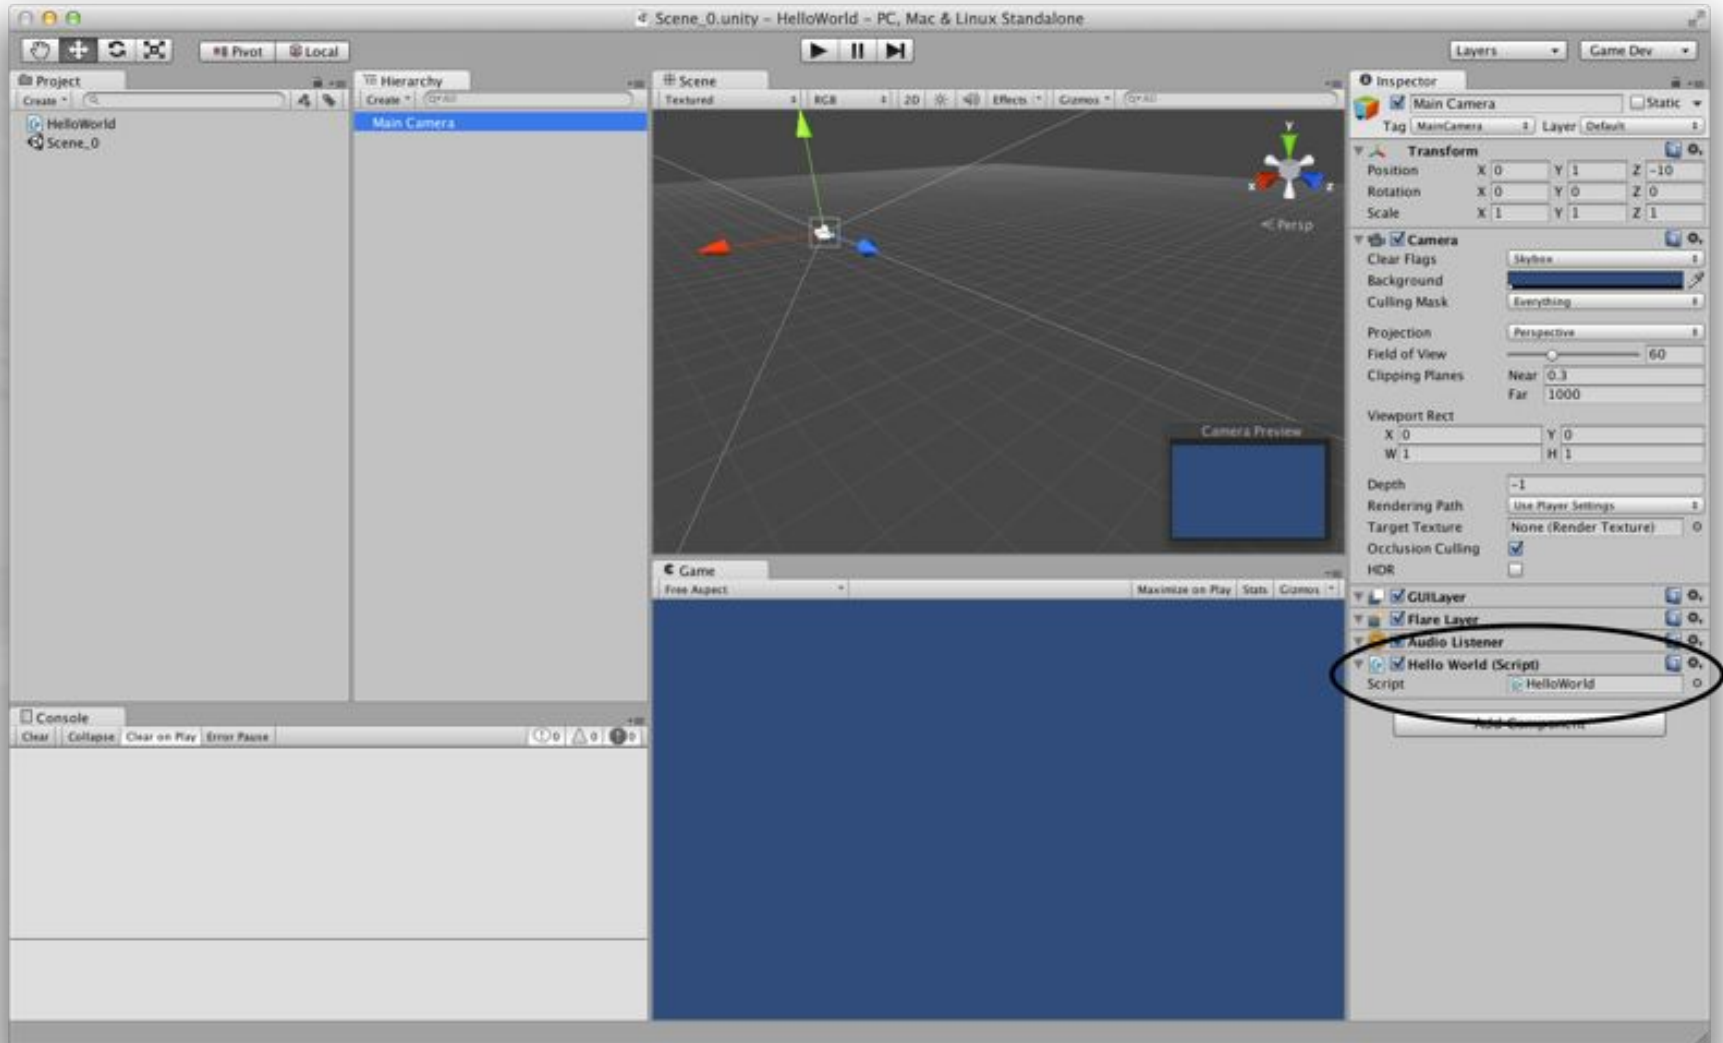 Scene_0.unity – HelloWorld – PC, Mac & Linux Standalone
Pivot Local Layers Game Dev
Project
Create
HelloWorld
Scene_0
Hierarchy
Create All
Main Camera
Scene
Textured RGB 2D Effects Gizmos All
Y
x z
Persp
Camera Preview
Game
Free Aspect Maximize on Play Stats Gizmos
Console
Clear Collapse Clear on Play Error Pause 0 0 0
Inspector
Main Camera Static
Tag MainCamera Layer Default
Transform
Position X 0 Y 1 Z -10
Rotation X 0 Y 0 Z 0
Scale X 1 Y 1 Z 1
Camera
Clear Flags Skybox
Background
Culling Mask Everything
Projection Perspective
Field of View 60
Clipping Planes Near 0.3
Far 1000
Viewport Rect
X 0 Y 0
W 1 H 1
Depth -1
Rendering Path Use Player Settings
Target Texture None (Render Texture)
Occlusion Culling
HDR
GUILayer
Flare Layer
Audio Listener
Hello World (Script)
Script HelloWorld
Add Component